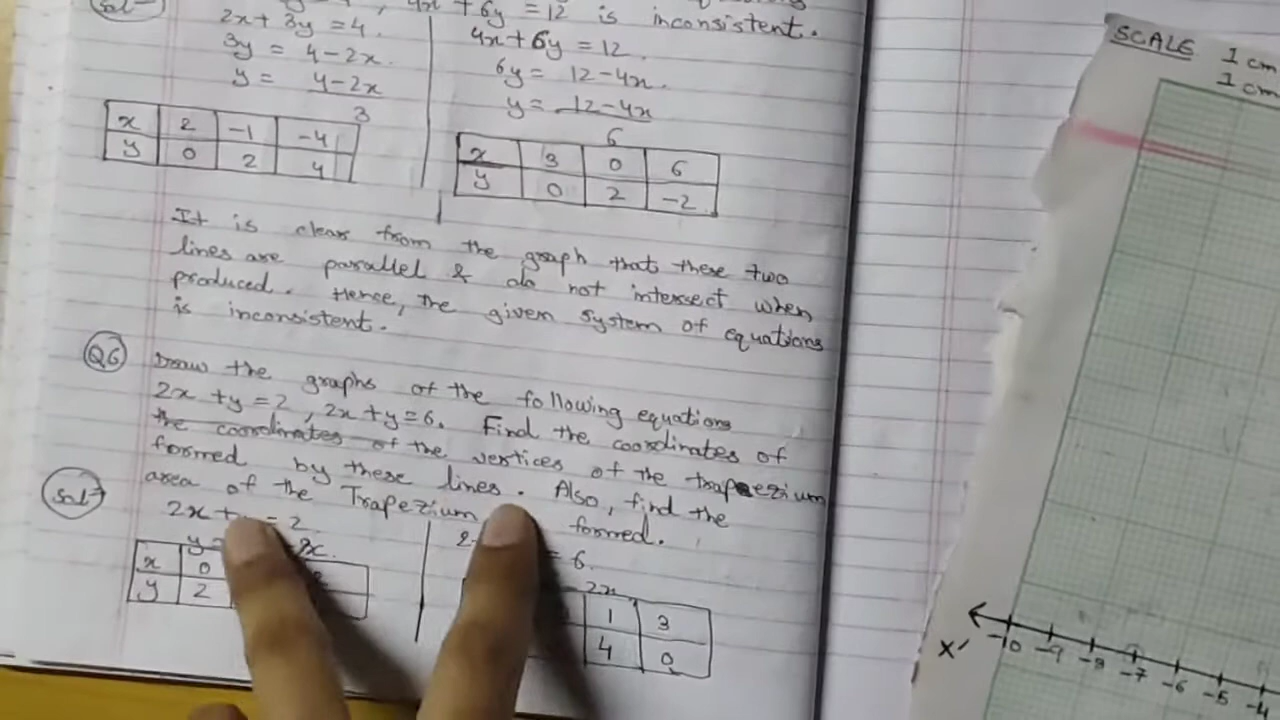 Sol-
4x + 6y = 12 is inconsistent.
2x + 3y = 4.
3y = 4-2x.
y = 4-2x
3
x 2 -1 -4
y 0 2 4
4x+6y = 12.
6y = 12-4x.
y = 12-4x
6
x 3 0 6
y 0 2 -2
It is clear from the graph that these two
lines are parallel & do not intersect when
produced. Hence, the given system of equations
is inconsistent.
Q6 Draw the graphs of the following equations
2x + y = 2, 2x + y = 6. Find the coordinates of
the coordinates of the vertices of the trapezium
formed by these lines. Also, find the
area of the Trapezium formed.
Sol-
x 0
y 2
= 6.
2x
1 3
4 0
SCALE 1 cm
1 cm
X' -10 -9 -8 -7 -6 -5 -4